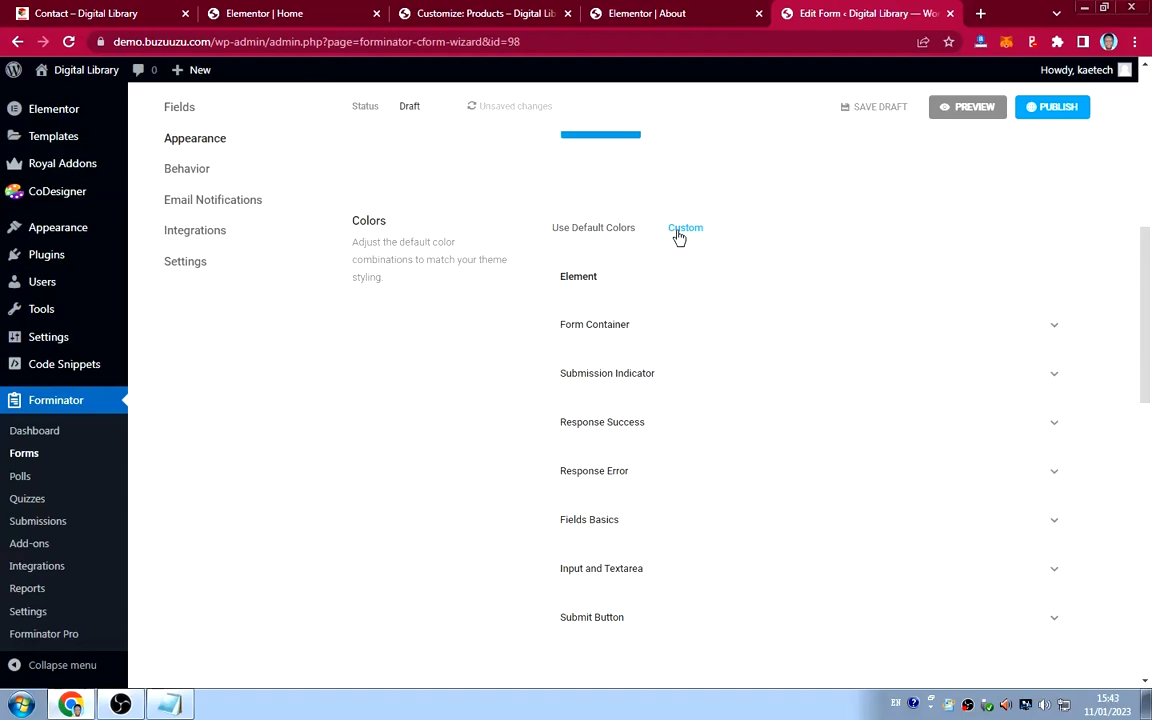 Contact – Digital Library
Elementor | Home
Customize: Products – Digital Lib
Elementor | About
Edit Form ‹ Digital Library — Wo
demo.buzuuzu.com/wp-admin/admin.php?page=forminator-cform-wizard&id=98
Digital Library
0
New
Howdy, kaetech
Elementor
Templates
Royal Addons
CoDesigner
Appearance
Plugins
Users
Tools
Settings
Code Snippets
Forminator
Dashboard
Forms
Polls
Quizzes
Submissions
Add-ons
Integrations
Reports
Settings
Forminator Pro
Collapse menu
Fields
Appearance
Behavior
Email Notifications
Integrations
Settings
Status
Draft
Unsaved changes
SAVE DRAFT
PREVIEW
PUBLISH
Colors
Adjust the default color
combinations to match your theme
styling.
Use Default Colors
Custom
Element
Form Container
Submission Indicator
Response Success
Response Error
Fields Basics
Input and Textarea
Submit Button
EN
15:43
11/01/2023